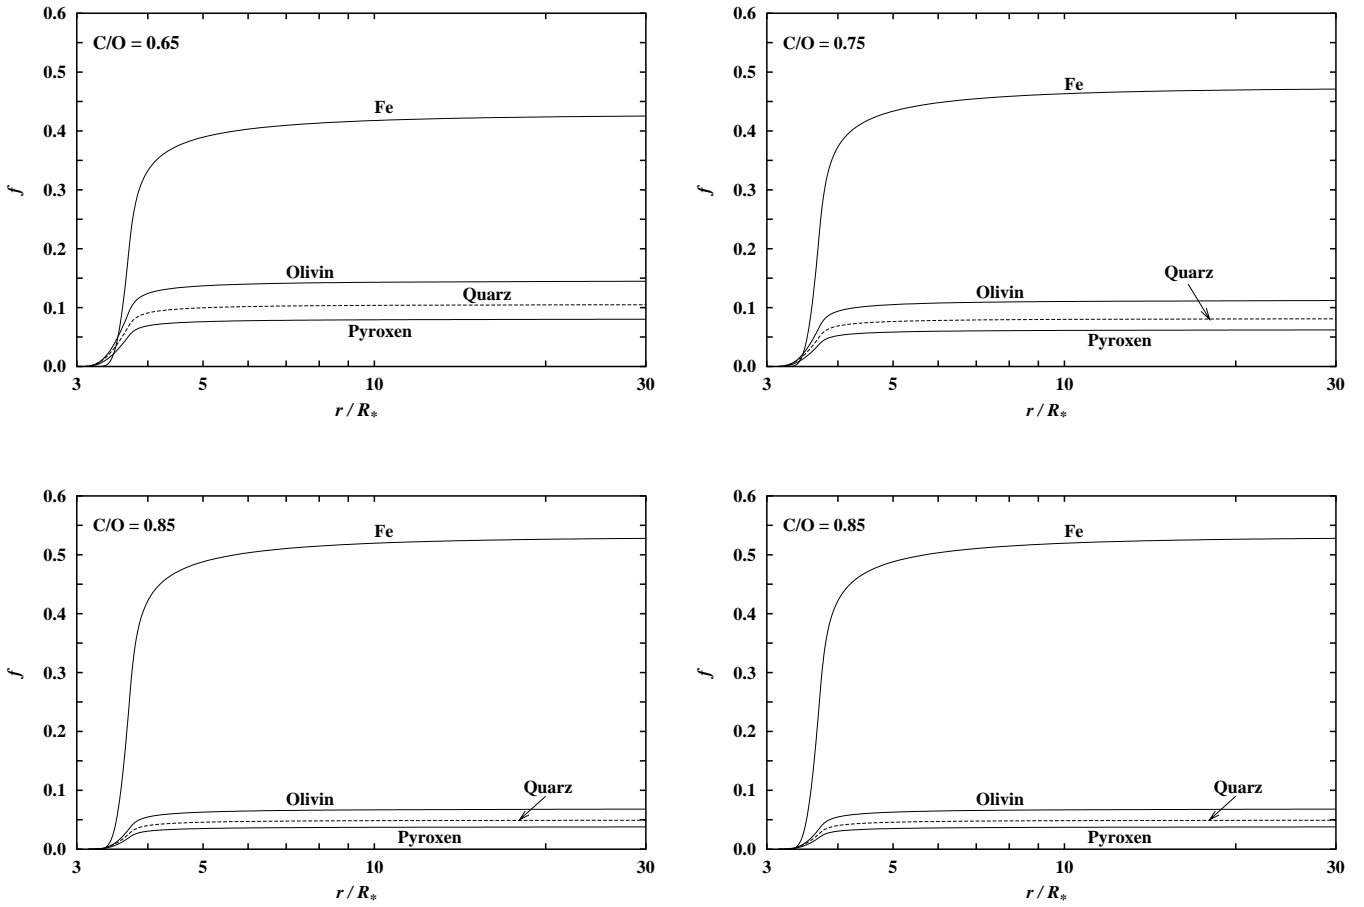 0.6
0.5
0.4
0.3
0.2
0.1
0.0
f
C/O = 0.65
Fe
Olivin
Quarz
Pyroxen
3 5 10 30
r / R*
0.6
0.5
0.4
0.3
0.2
0.1
0.0
f
C/O = 0.75
Fe
Quarz
Olivin
Pyroxen
3 5 10 30
r / R*
0.6
0.5
0.4
0.3
0.2
0.1
0.0
f
C/O = 0.85
Fe
Quarz
Olivin
Pyroxen
3 5 10 30
r / R*
0.6
0.5
0.4
0.3
0.2
0.1
0.0
f
C/O = 0.85
Fe
Quarz
Olivin
Pyroxen
3 5 10 30
r / R*